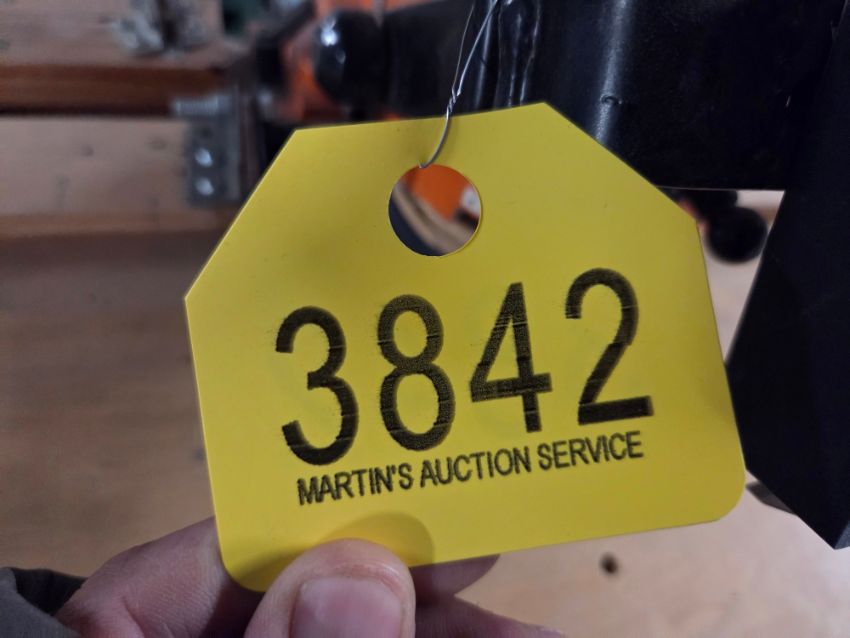 3842
MARTIN'S AUCTION SERVICE